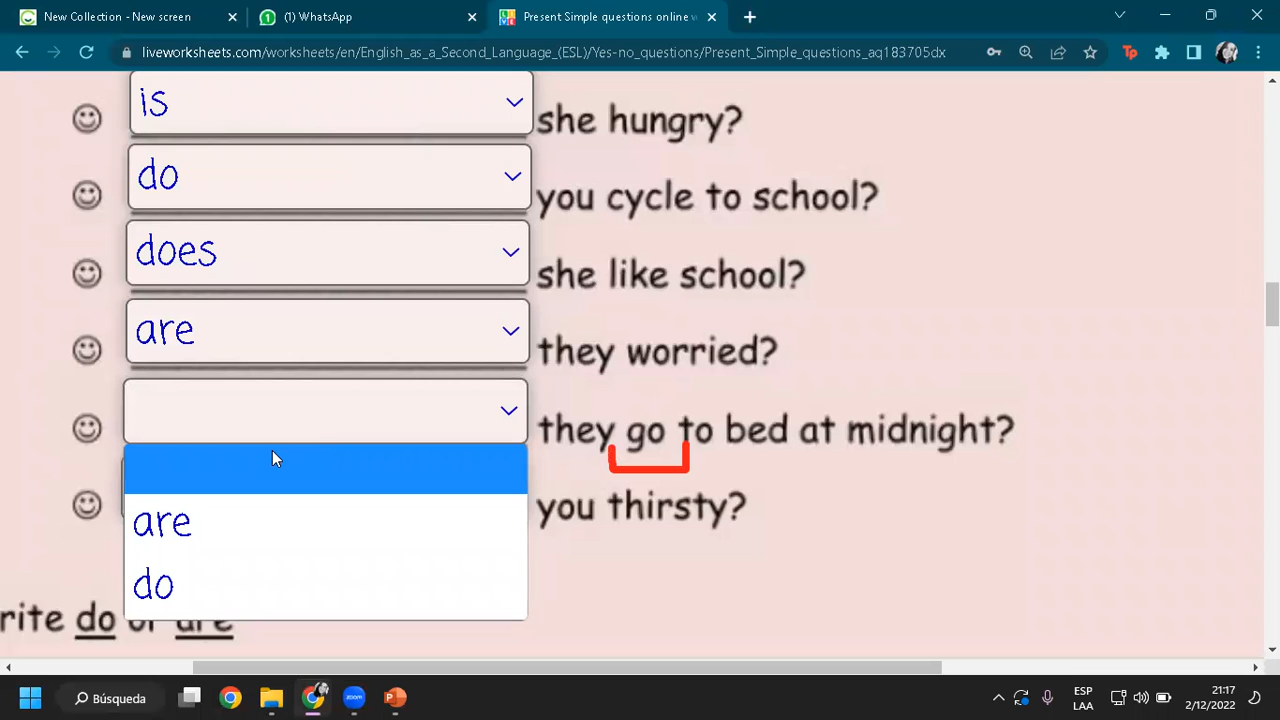 New Collection - New screen
(1) WhatsApp
Present Simple questions online w
liveworksheets.com/worksheets/en/English_as_a_Second_Language_(ESL)/Yes-no_questions/Present_Simple_questions_aq183705dx
is she hungry?
do you cycle to school?
does she like school?
are they worried?
they go to bed at midnight?
are
you thirsty?
do
rite do or are
Búsqueda
zoom
ESP
LAA
21:17
2/12/2022